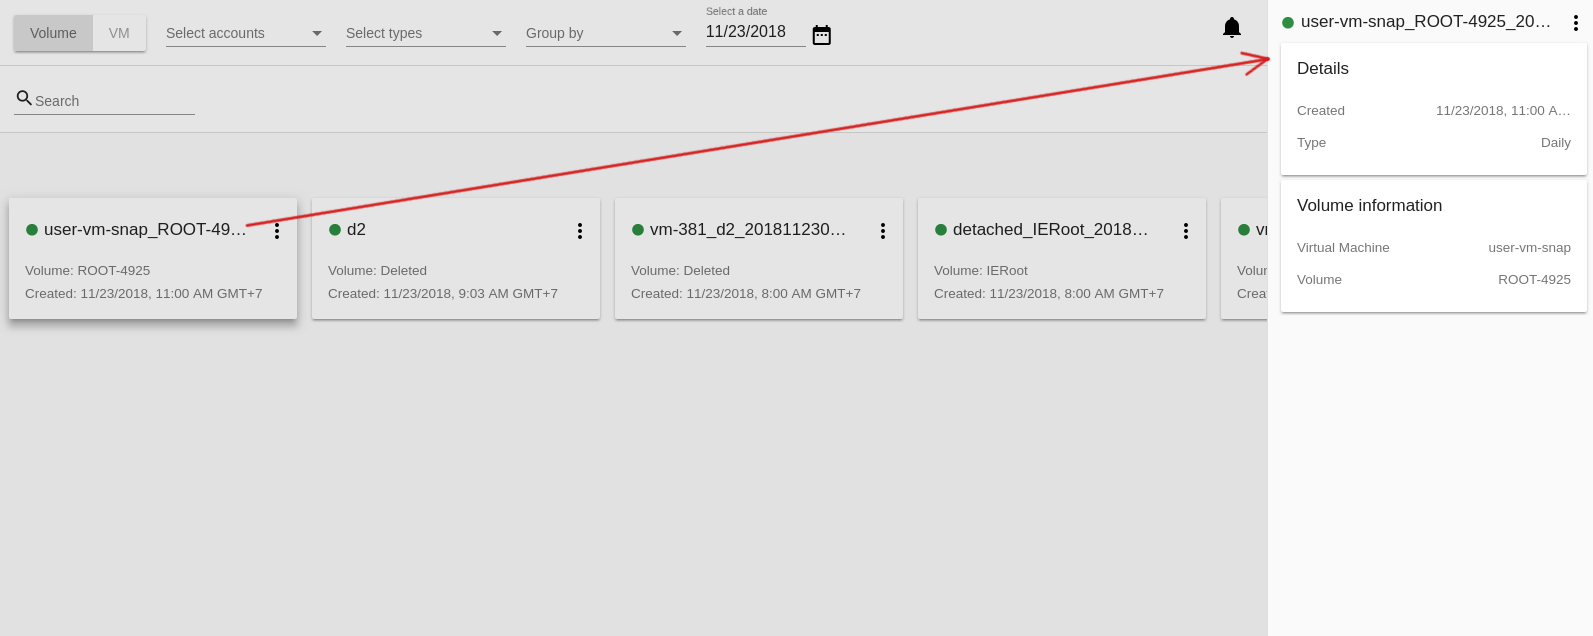 Volume VM Select accounts Select types Group by Select a date 11/23/2018
Search
user-vm-snap_ROOT-49…
Volume: ROOT-4925
Created: 11/23/2018, 11:00 AM GMT+7
d2
Volume: Deleted
Created: 11/23/2018, 9:03 AM GMT+7
vm-381_d2_201811230…
Volume: Deleted
Created: 11/23/2018, 8:00 AM GMT+7
detached_IERoot_2018…
Volume: IERoot
Created: 11/23/2018, 8:00 AM GMT+7
user-vm-snap_ROOT-4925_20…
Details
Created 11/23/2018, 11:00 A…
Type Daily
Volume information
Virtual Machine user-vm-snap
Volume ROOT-4925